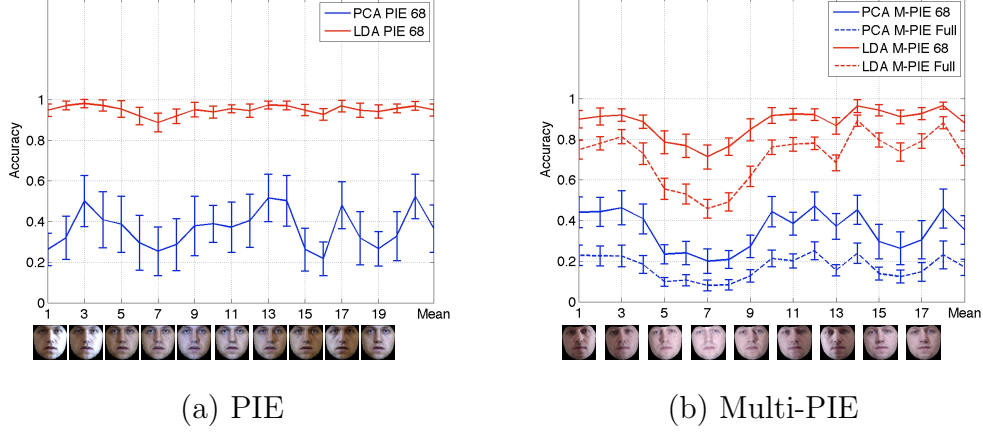 PCA PIE 68
LDA PIE 68
1
0.8
0.6
0.4
0.2
0
Accuracy
1 3 5 7 9 11 13 15 17 19 Mean
(a) PIE
PCA M-PIE 68
PCA M-PIE Full
LDA M-PIE 68
LDA M-PIE Full
1
0.8
0.6
0.4
0.2
0
Accuracy
1 3 5 7 9 11 13 15 17 Mean
(b) Multi-PIE